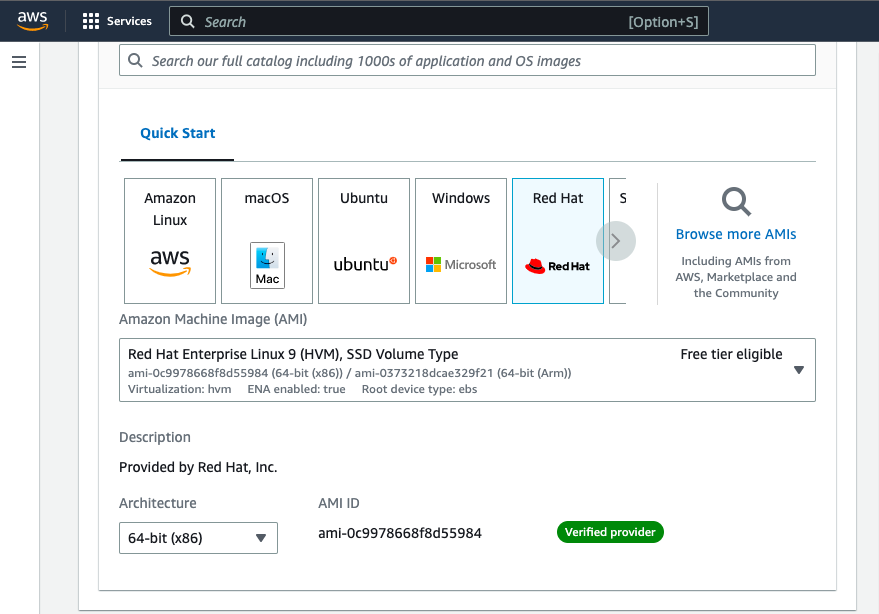 aws
Services
Search
[Option+S]
Search our full catalog including 1000s of application and OS images
Quick Start
Amazon
Linux
aws
macOS
Mac
Ubuntu
ubuntu
Windows
Microsoft
Red Hat
Red Hat
S
Browse more AMIs
Including AMIs from
AWS, Marketplace and
the Community
Amazon Machine Image (AMI)
Red Hat Enterprise Linux 9 (HVM), SSD Volume Type
Free tier eligible
ami-0c9978668f8d55984 (64-bit (x86)) / ami-0373218dcae329f21 (64-bit (Arm))
Virtualization: hvm ENA enabled: true Root device type: ebs
Description
Provided by Red Hat, Inc.
Architecture
AMI ID
64-bit (x86)
ami-0c9978668f8d55984
Verified provider